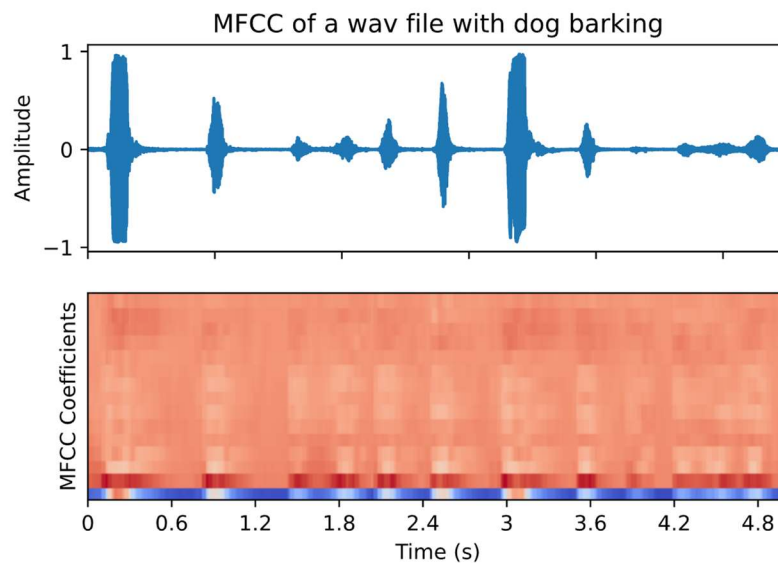 MFCC of a wav file with dog barking
Amplitude
1
0
−1
MFCC Coefficients
0 0.6 1.2 1.8 2.4 3 3.6 4.2 4.8
Time (s)